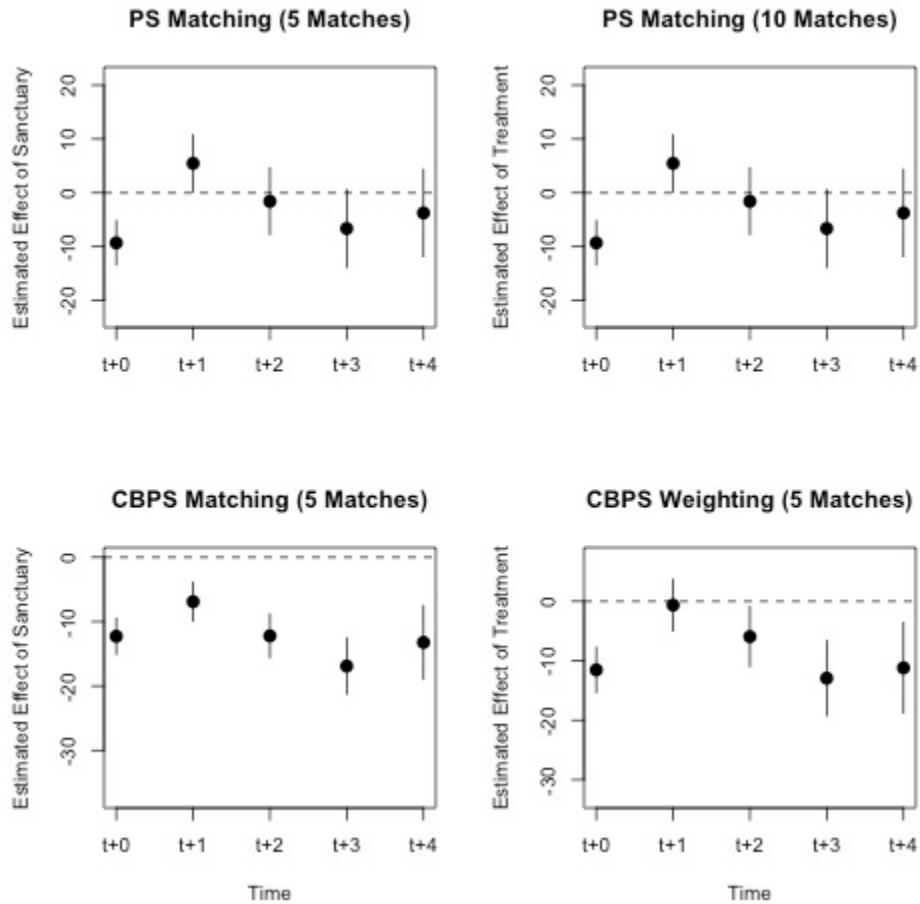 PS Matching (5 Matches)
Estimated Effect of Sanctuary
20
10
0
-10
-20
t+0 t+1 t+2 t+3 t+4
PS Matching (10 Matches)
Estimated Effect of Treatment
20
10
0
-10
-20
t+0 t+1 t+2 t+3 t+4
CBPS Matching (5 Matches)
Estimated Effect of Sanctuary
0
-10
-20
-30
t+0 t+1 t+2 t+3 t+4
Time
CBPS Weighting (5 Matches)
Estimated Effect of Treatment
0
-10
-20
-30
t+0 t+1 t+2 t+3 t+4
Time